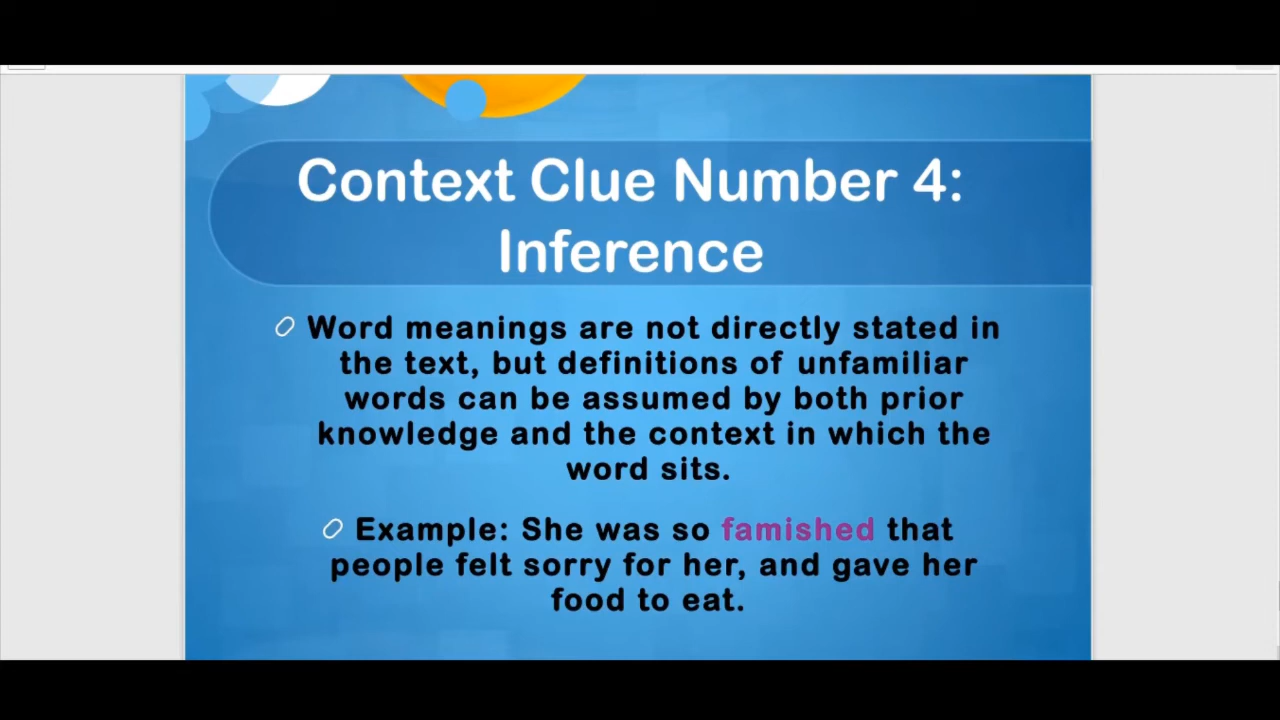 Context Clue Number 4:
Inference
Word meanings are not directly stated in
the text, but definitions of unfamiliar
words can be assumed by both prior
knowledge and the context in which the
word sits.
Example: She was so famished that
people felt sorry for her, and gave her
food to eat.